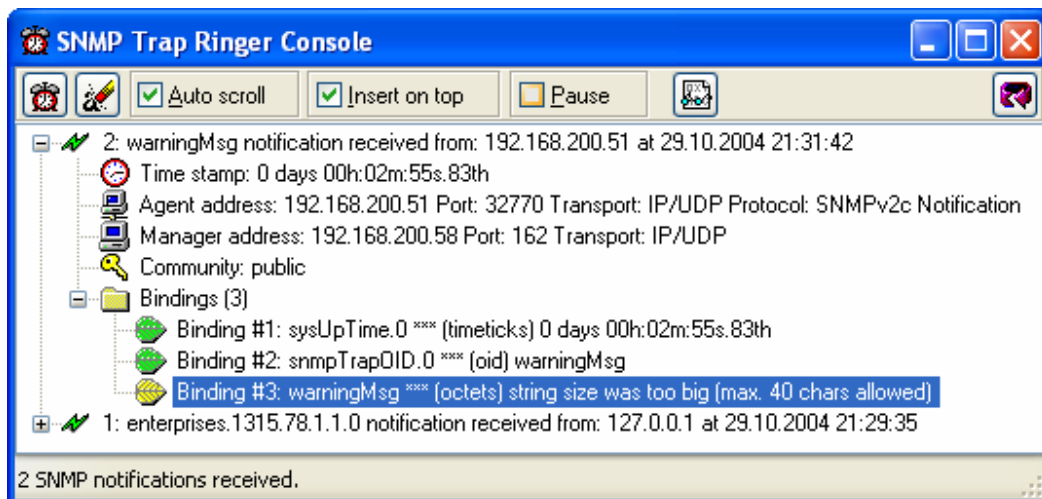 SNMP Trap Ringer Console
Auto scroll Insert on top Pause
2: warningMsg notification received from: 192.168.200.51 at 29.10.2004 21:31:42
Time stamp: 0 days 00h:02m:55s.83th
Agent address: 192.168.200.51 Port: 32770 Transport: IP/UDP Protocol: SNMPv2c Notification
Manager address: 192.168.200.58 Port: 162 Transport: IP/UDP
Community: public
Bindings (3)
Binding #1: sysUpTime.0 *** (timeticks) 0 days 00h:02m:55s.83th
Binding #2: snmpTrapOID.0 *** (oid) warningMsg
Binding #3: warningMsg *** (octets) string size was too big (max. 40 chars allowed)
1: enterprises.1315.78.1.1.0 notification received from: 127.0.0.1 at 29.10.2004 21:29:35
2 SNMP notifications received.